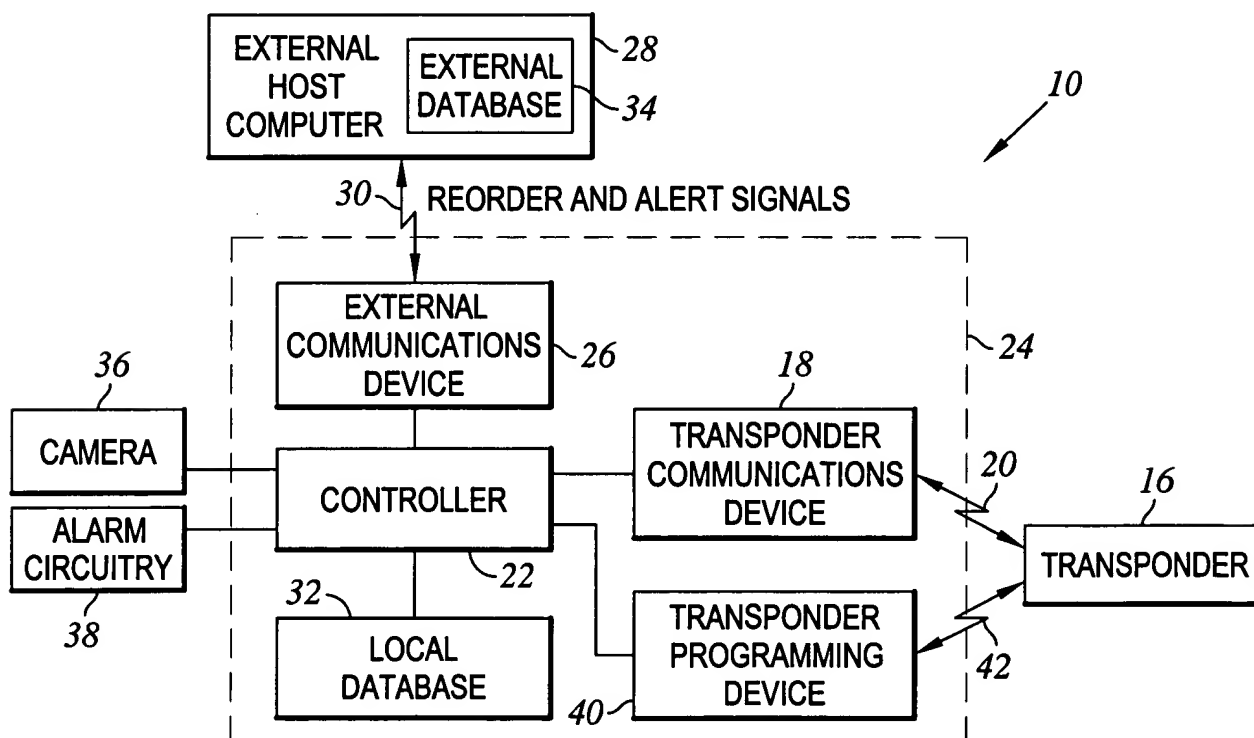 EXTERNAL
HOST
COMPUTER
EXTERNAL
DATABASE
28
34
10
30
REORDER AND ALERT SIGNALS
EXTERNAL
COMMUNICATIONS
DEVICE
26
24
36
CAMERA
18
TRANSPONDER
COMMUNICATIONS
DEVICE
20
16
CONTROLLER
22
TRANSPONDER
ALARM
CIRCUITRY
38
32
LOCAL
DATABASE
TRANSPONDER
PROGRAMMING
DEVICE
40
42